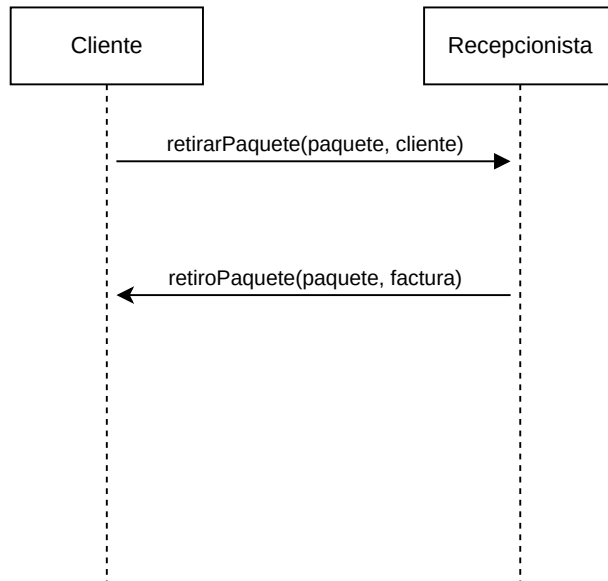 Cliente
Recepcionista
retirarPaquete(paquete, cliente)
retiroPaquete(paquete, factura)